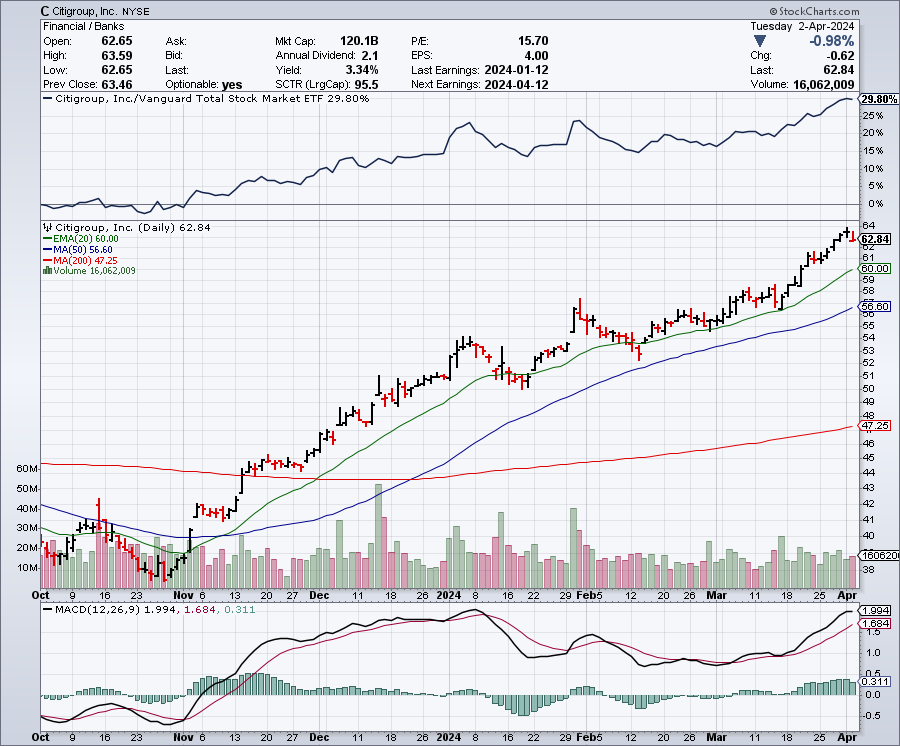 C Citigroup, Inc. NYSE © StockCharts.com
Financial / Banks Tuesday 2-Apr-2024
Open: 62.65 Ask: Mkt Cap: 120.1B P/E: 15.70 -0.98%
High: 63.59 Bid: Annual Dividend: 2.1 EPS: 4.00 Chg: -0.62
Low: 62.65 Last: Yield: 3.34% Last Earnings: 2024-01-12 Last: 62.84
Prev Close: 63.46 Optionable: yes SCTR (LrgCap): 95.5 Next Earnings: 2024-04-12 Volume: 16,062,009
Citigroup, Inc./Vanguard Total Stock Market ETF 29.80%
29.80%
25%
20%
15%
10%
5%
0%
Citigroup, Inc. (Daily) 62.84
EMA(20) 60.00
MA(50) 56.60
MA(200) 47.25
Volume 16,062,009
64
62.84
62
61
60.00
59
58
57
56.60
56
55
54
53
52
51
50
49
48
47.25
46
45
44
43
42
41
40
1606200
38
60M
50M
40M
30M
20M
10M
Oct 9 16 23 Nov 6 13 20 27 Dec 11 18 26 2024 8 16 22 29 Feb 5 12 20 26 Mar 11 18 25 Apr
MACD(12,26,9) 1.994, 1.684, 0.311
1.994
1.684
1.5
1.0
0.5
0.311
0.0
-0.5
Oct 9 16 23 Nov 6 13 20 27 Dec 11 18 26 2024 8 16 22 29 Feb 5 12 20 26 Mar 11 18 25 Apr